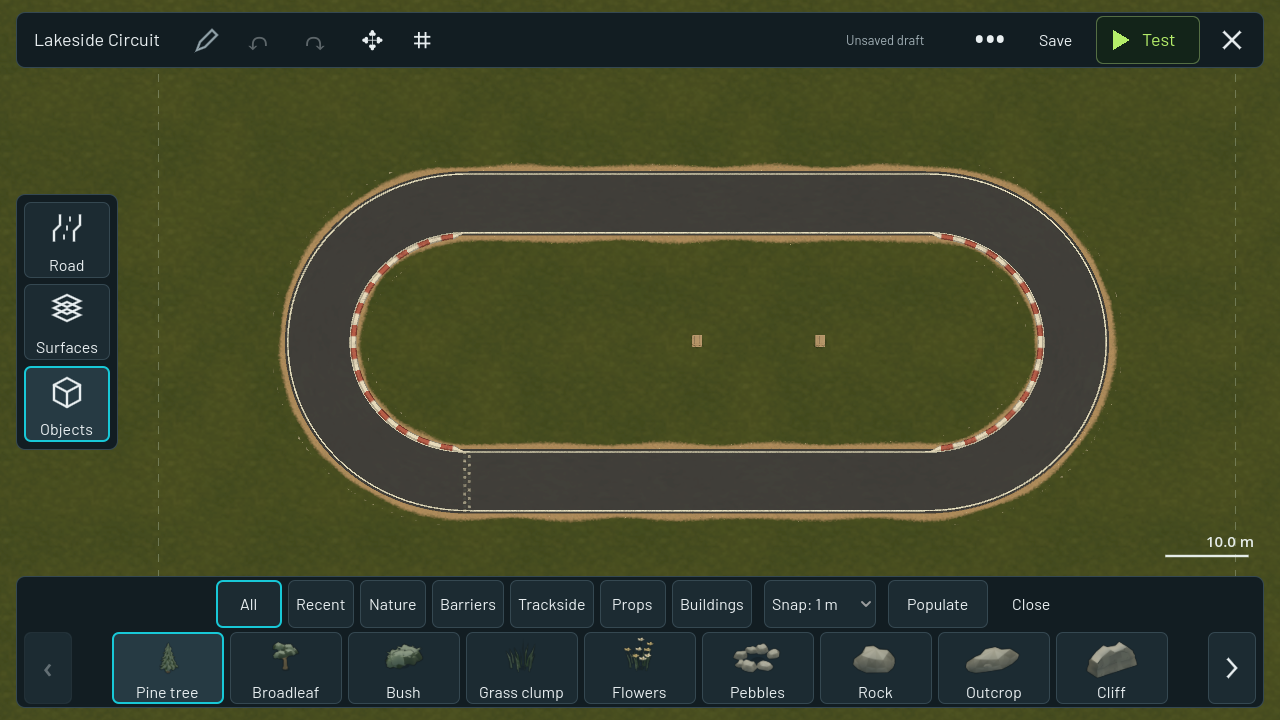 Lakeside Circuit
Unsaved draft
Save
Test
Road
Surfaces
Objects
10.0 m
All
Recent
Nature
Barriers
Trackside
Props
Buildings
Snap: 1 m
Populate
Close
Pine tree
Broadleaf
Bush
Grass clump
Flowers
Pebbles
Rock
Outcrop
Cliff